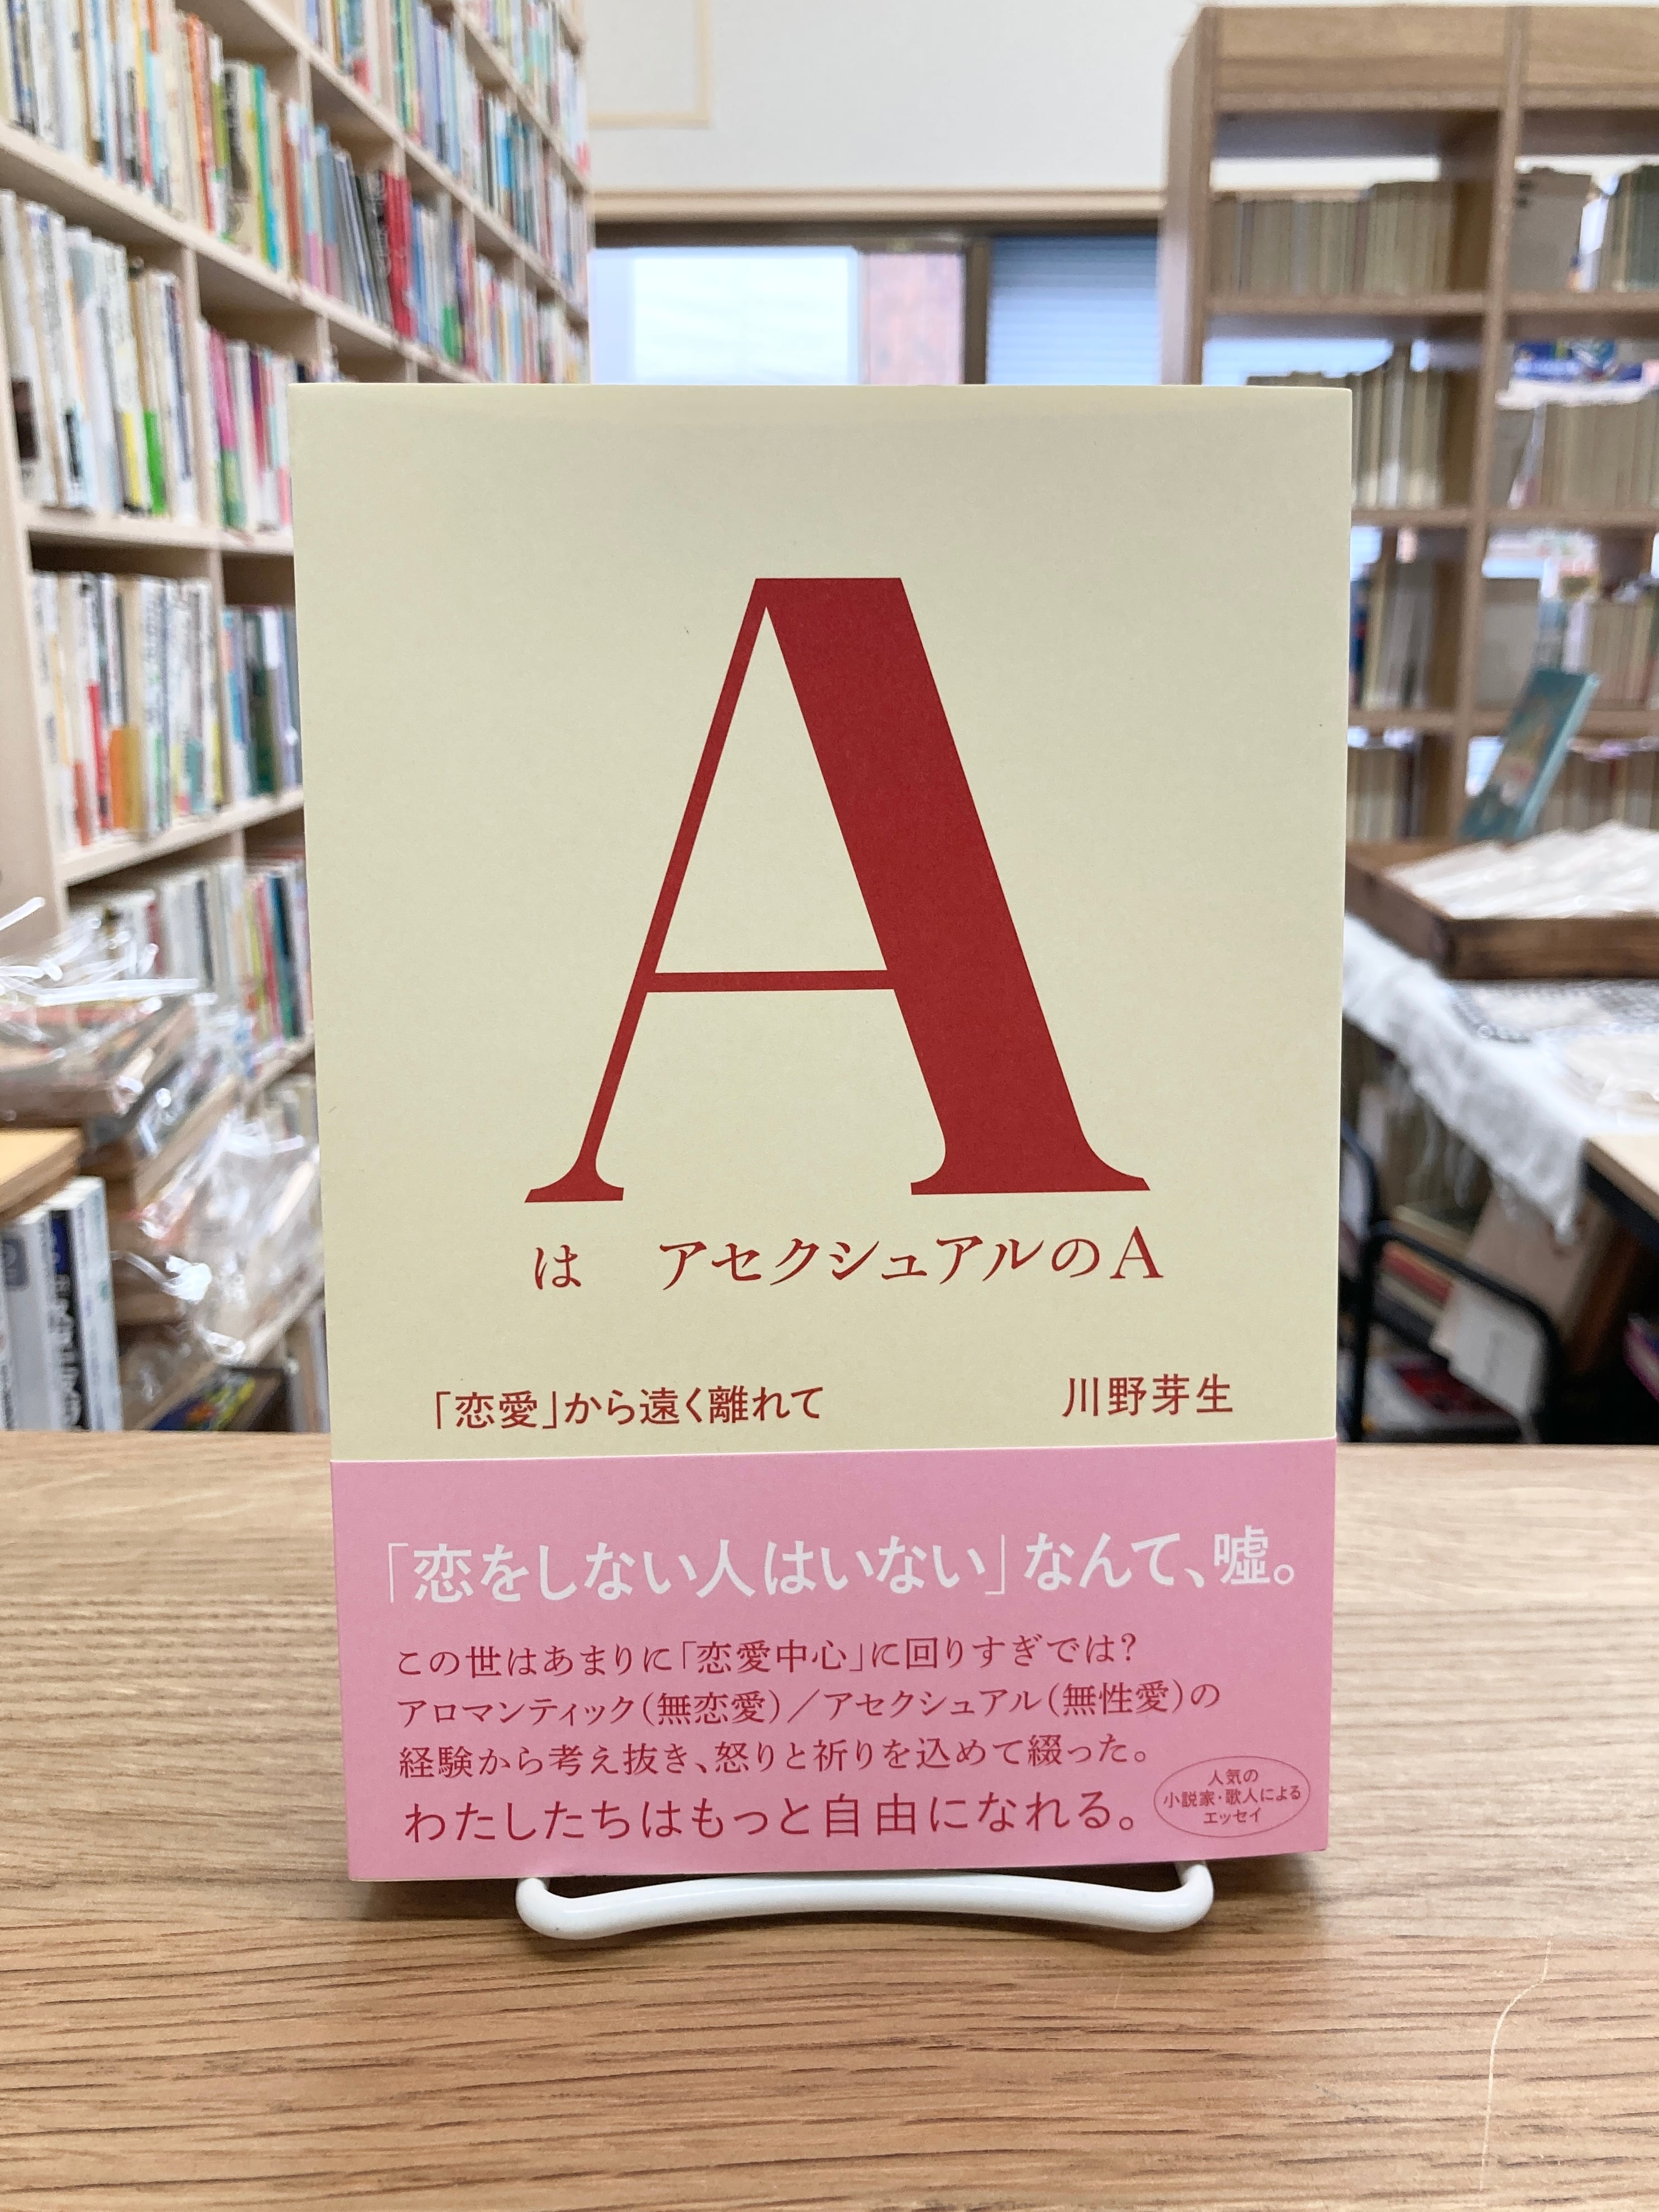 A
は　アセクシュアルのA
「恋愛」から遠く離れて
川野芽生
「恋をしない人はいない」なんて、嘘。
この世はあまりに「恋愛中心」に回りすぎでは？
アロマンティック（無恋愛）／アセクシュアル（無性愛）の
経験から考え抜き、怒りと祈りを込めて綴った。
わたしたちはもっと自由になれる。
人気の
小説家・歌人による
エッセイ